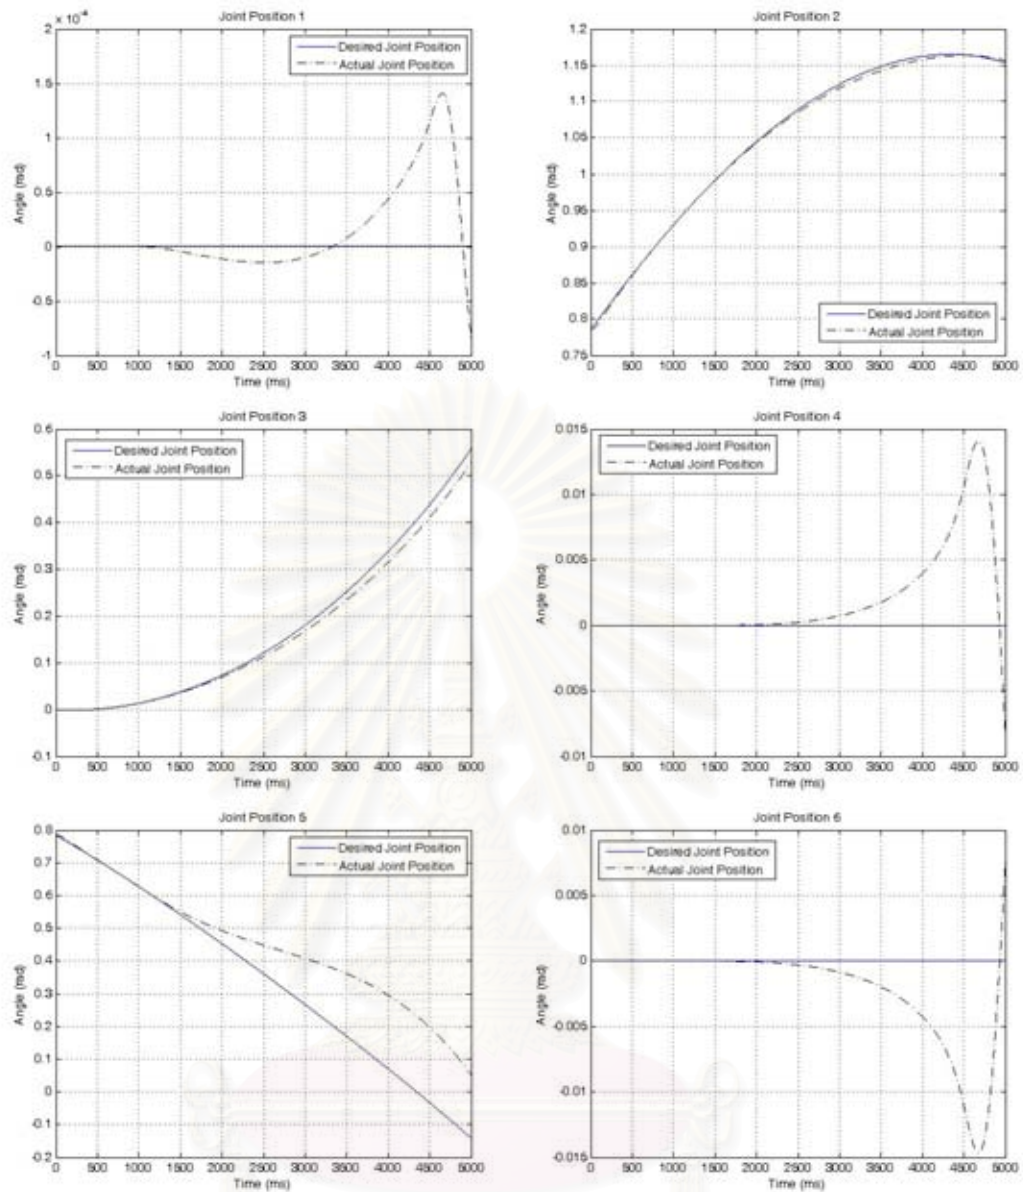 Joint Position 1
× 10⁻⁴
Desired Joint Position
Actual Joint Position
2
1.5
1
0.5
0
-0.5
-1
Angle (rad)
0 500 1000 1500 2000 2500 3000 3500 4000 4500 5000
Time (ms)
Joint Position 2
1.2
1.15
1.1
1.05
1
0.95
0.9
0.85
0.8
0.75
Angle (rad)
Desired Joint Position
Actual Joint Position
0 500 1000 1500 2000 2500 3000 3500 4000 4500 5000
Time (ms)
Joint Position 3
Desired Joint Position
Actual Joint Position
0.6
0.5
0.4
0.3
0.2
0.1
0
-0.1
Angle (rad)
0 500 1000 1500 2000 2500 3000 3500 4000 4500 5000
Time (ms)
Joint Position 4
Desired Joint Position
Actual Joint Position
0.015
0.01
0.005
0
-0.005
-0.01
Angle (rad)
0 500 1000 1500 2000 2500 3000 3500 4000 4500 5000
Time (ms)
Joint Position 5
Desired Joint Position
Actual Joint Position
0.8
0.7
0.6
0.5
0.4
0.3
0.2
0.1
0
-0.1
-0.2
Angle (rad)
0 500 1000 1500 2000 2500 3000 3500 4000 4500 5000
Time (ms)
Joint Position 6
Desired Joint Position
Actual Joint Position
0.01
0.005
0
-0.005
-0.01
-0.015
Angle (rad)
0 500 1000 1500 2000 2500 3000 3500 4000 4500 5000
Time (ms)